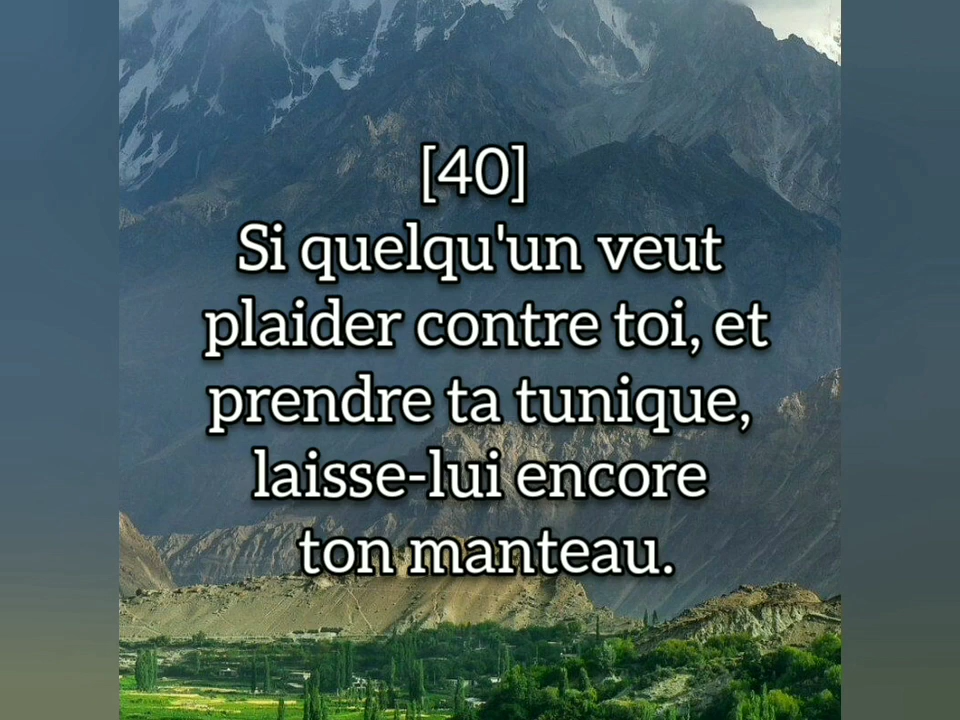 [40]
Si quelqu'un veut
plaider contre toi, et
prendre ta tunique,
laisse-lui encore
ton manteau.